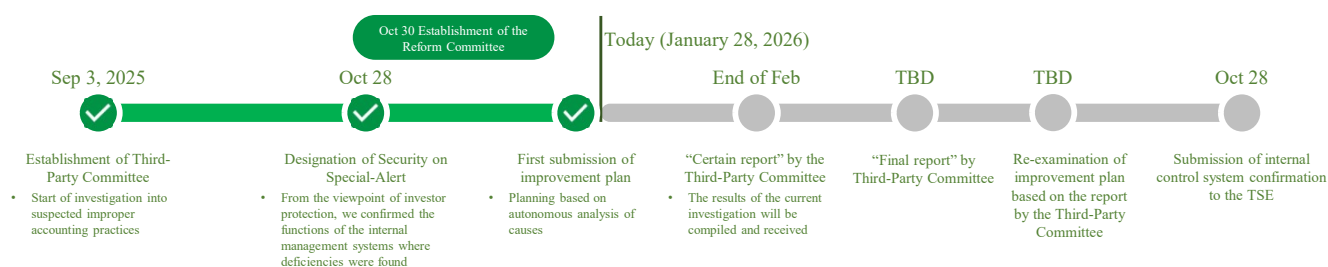 Oct 30 Establishment of the
Reform Committee
Today (January 28, 2026)
Sep 3, 2025
Oct 28
End of Feb
TBD
TBD
Oct 28
Establishment of Third-
Party Committee
• Start of investigation into
suspected improper
accounting practices
Designation of Security on
Special-Alert
• From the viewpoint of investor
protection, we confirmed the
functions of the internal
management systems where
deficiencies were found
First submission of
improvement plan
• Planning based on
autonomous analysis of
causes
“Certain report” by the
Third-Party Committee
• The results of the current
investigation will be
compiled and received
“Final report” by
Third-Party Committee
Re-examination of
improvement plan
based on the report
by the Third-Party
Committee
Submission of internal
control system confirmation
to the TSE